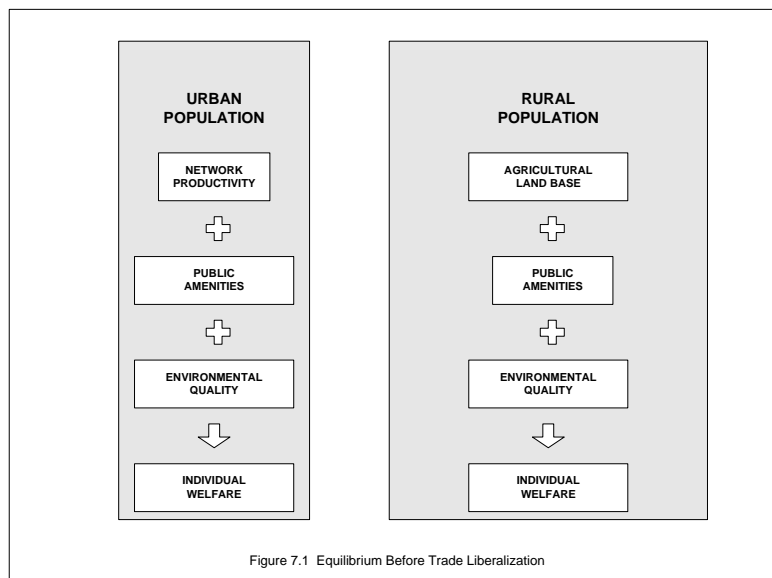 URBAN
POPULATION
NETWORK
PRODUCTIVITY
PUBLIC
AMENITIES
ENVIRONMENTAL
QUALITY
INDIVIDUAL
WELFARE
RURAL
POPULATION
AGRICULTURAL
LAND BASE
PUBLIC
AMENITIES
ENVIRONMENTAL
QUALITY
INDIVIDUAL
WELFARE
Figure 7.1 Equilibrium Before Trade Liberalization